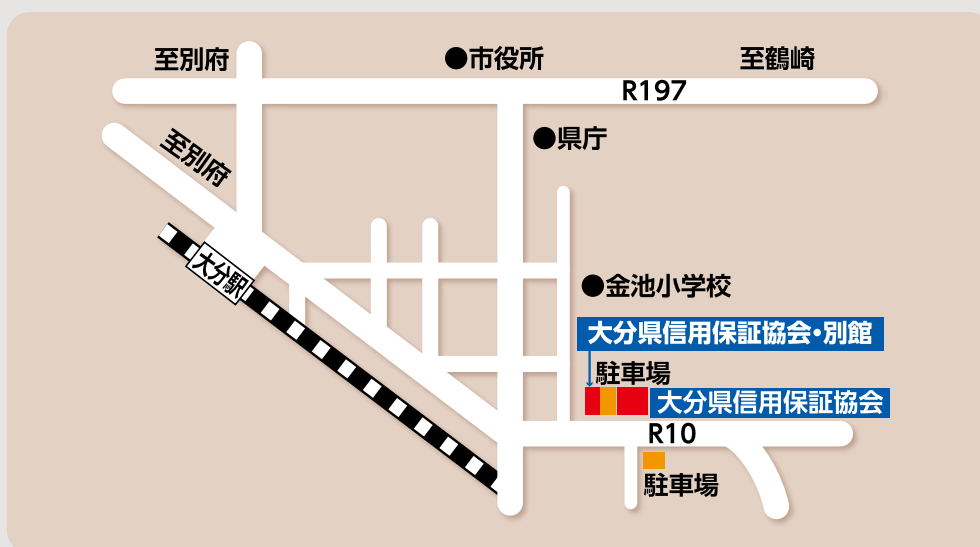 至別府
●市役所
至鶴崎
R197
●県庁
至別府
大分駅
●金池小学校
大分県信用保証協会・別館
駐車場
大分県信用保証協会
R10
駐車場